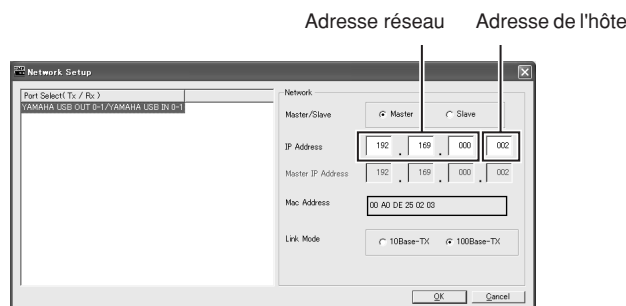 Adresse réseau Adresse de l'hôte
Network Setup
Port Select( Tx / Rx )
YAMAHA USB OUT 0-1/YAMAHA USB IN 0-1
Network
Master/Slave Master Slave
IP Address 192 . 169 . 000 . 002
Master IP Address 192 . 169 . 000 . 002
Mac Address 00 A0 DE 25 02 03
Link Mode 10Base-TX 100Base-TX
OK Cancel